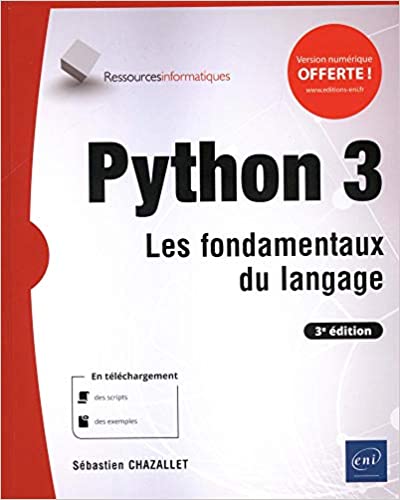 Version numérique
OFFERTE !
www.editions-eni.fr
Ressourcesinformatiques
Python 3
Les fondamentaux
du langage
3e édition
En téléchargement
des scripts
des exemples
Sébastien CHAZALLET
eni